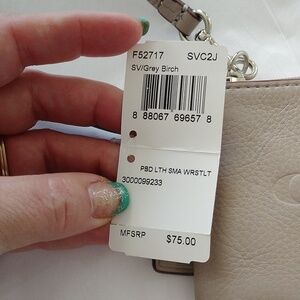 F52717 SVC2J
SV/Grey Birch
8 88067 69657 8
PBD LTH SMA WRSTLT
3000099233
MFSRP $75.00